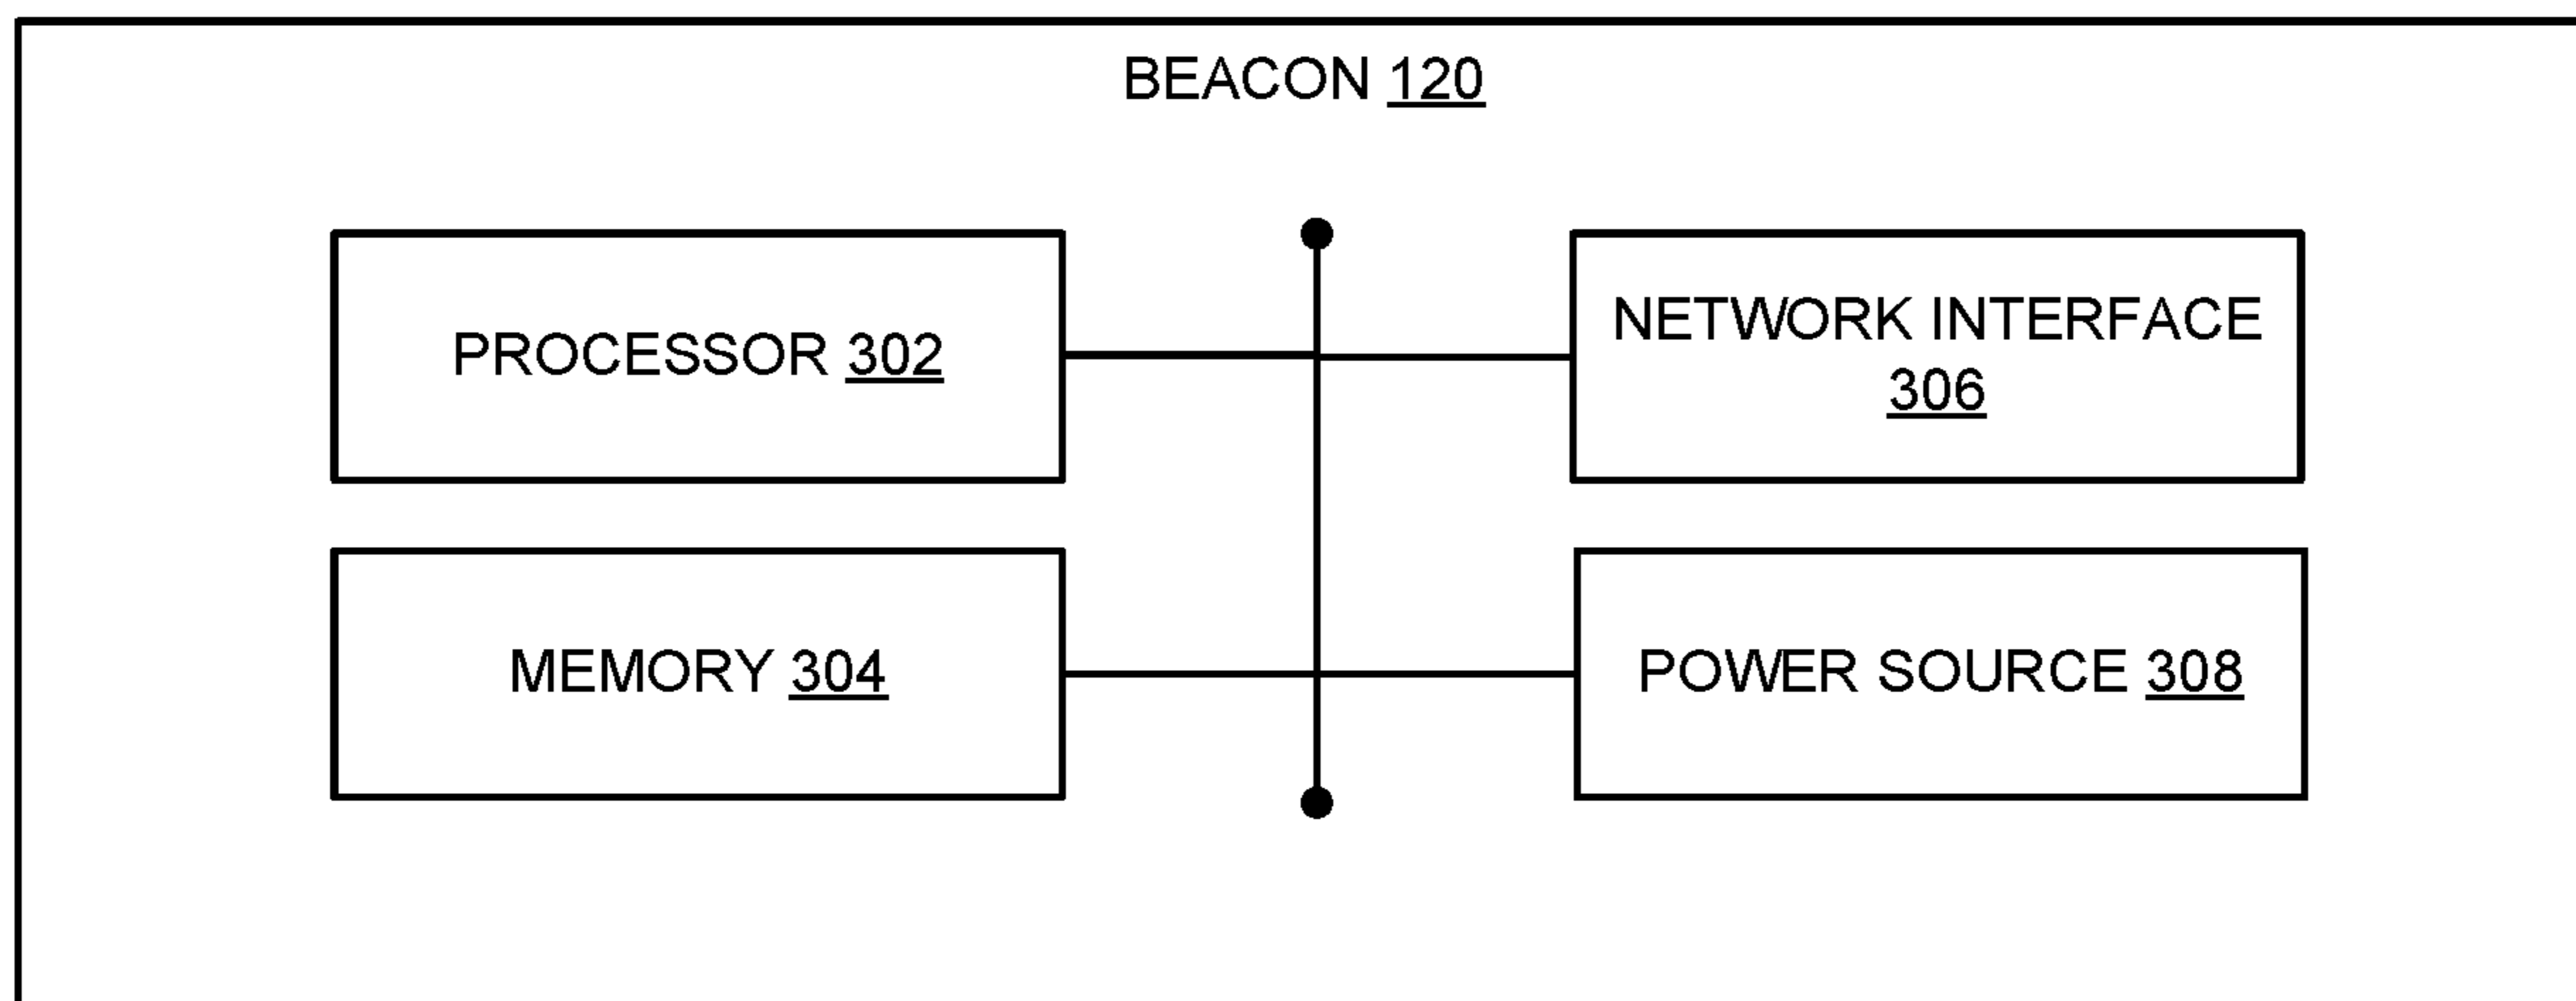 BEACON 120
PROCESSOR 302
NETWORK INTERFACE
306
MEMORY 304
POWER SOURCE 308